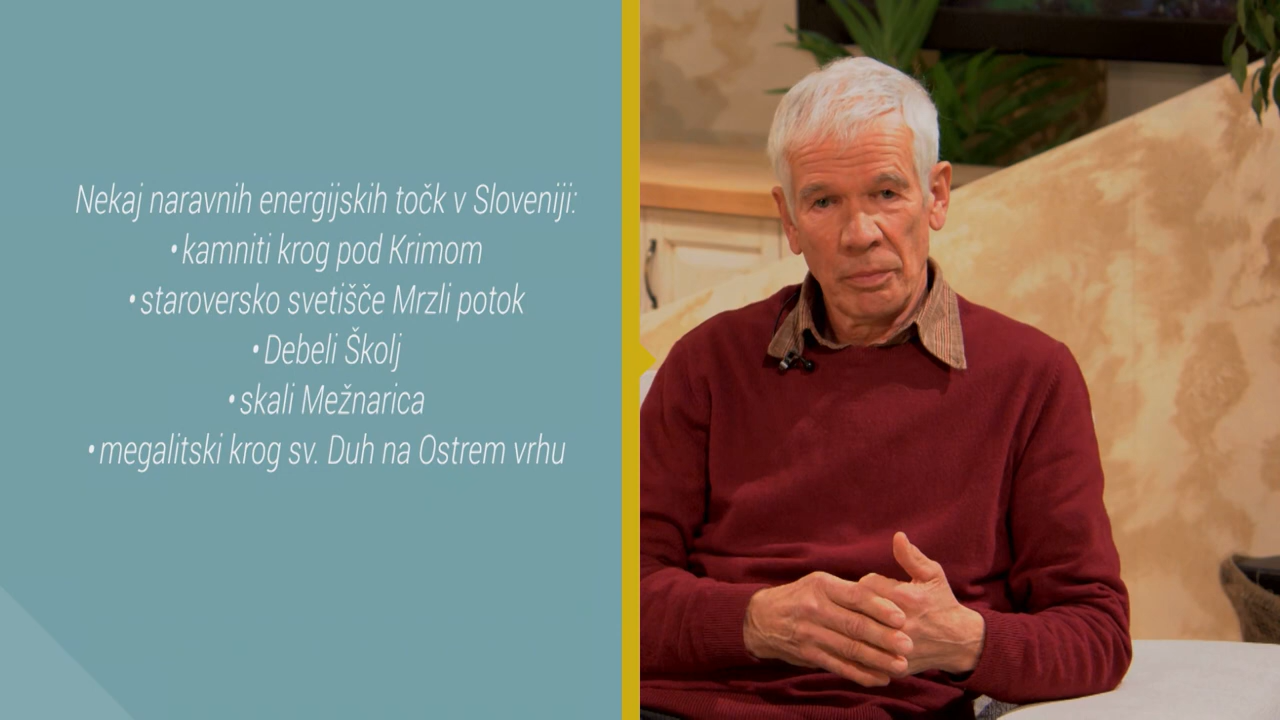 Nekaj naravnih energijskih točk v Sloveniji:
• kamniti krog pod Krimom
• staroversko svetišče Mrzli potok
• Debeli Školj
• skali Mežnarica
• megalitski krog sv. Duh na Ostrem vrhu